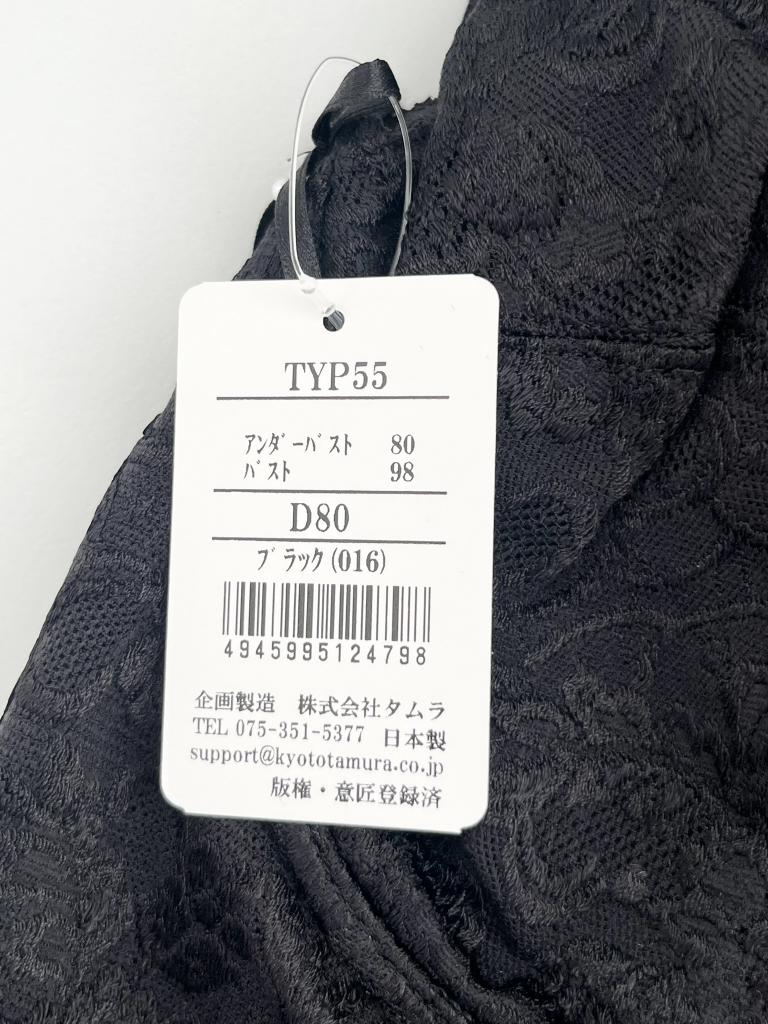 TYP55
アンダーバスト 80
バスト 98
D80
ブラック(016)
4945995124798
企画製造 株式会社タムラ
TEL 075-351-5377 日本製
support@kyototamura.co.jp
版権・意匠登録済